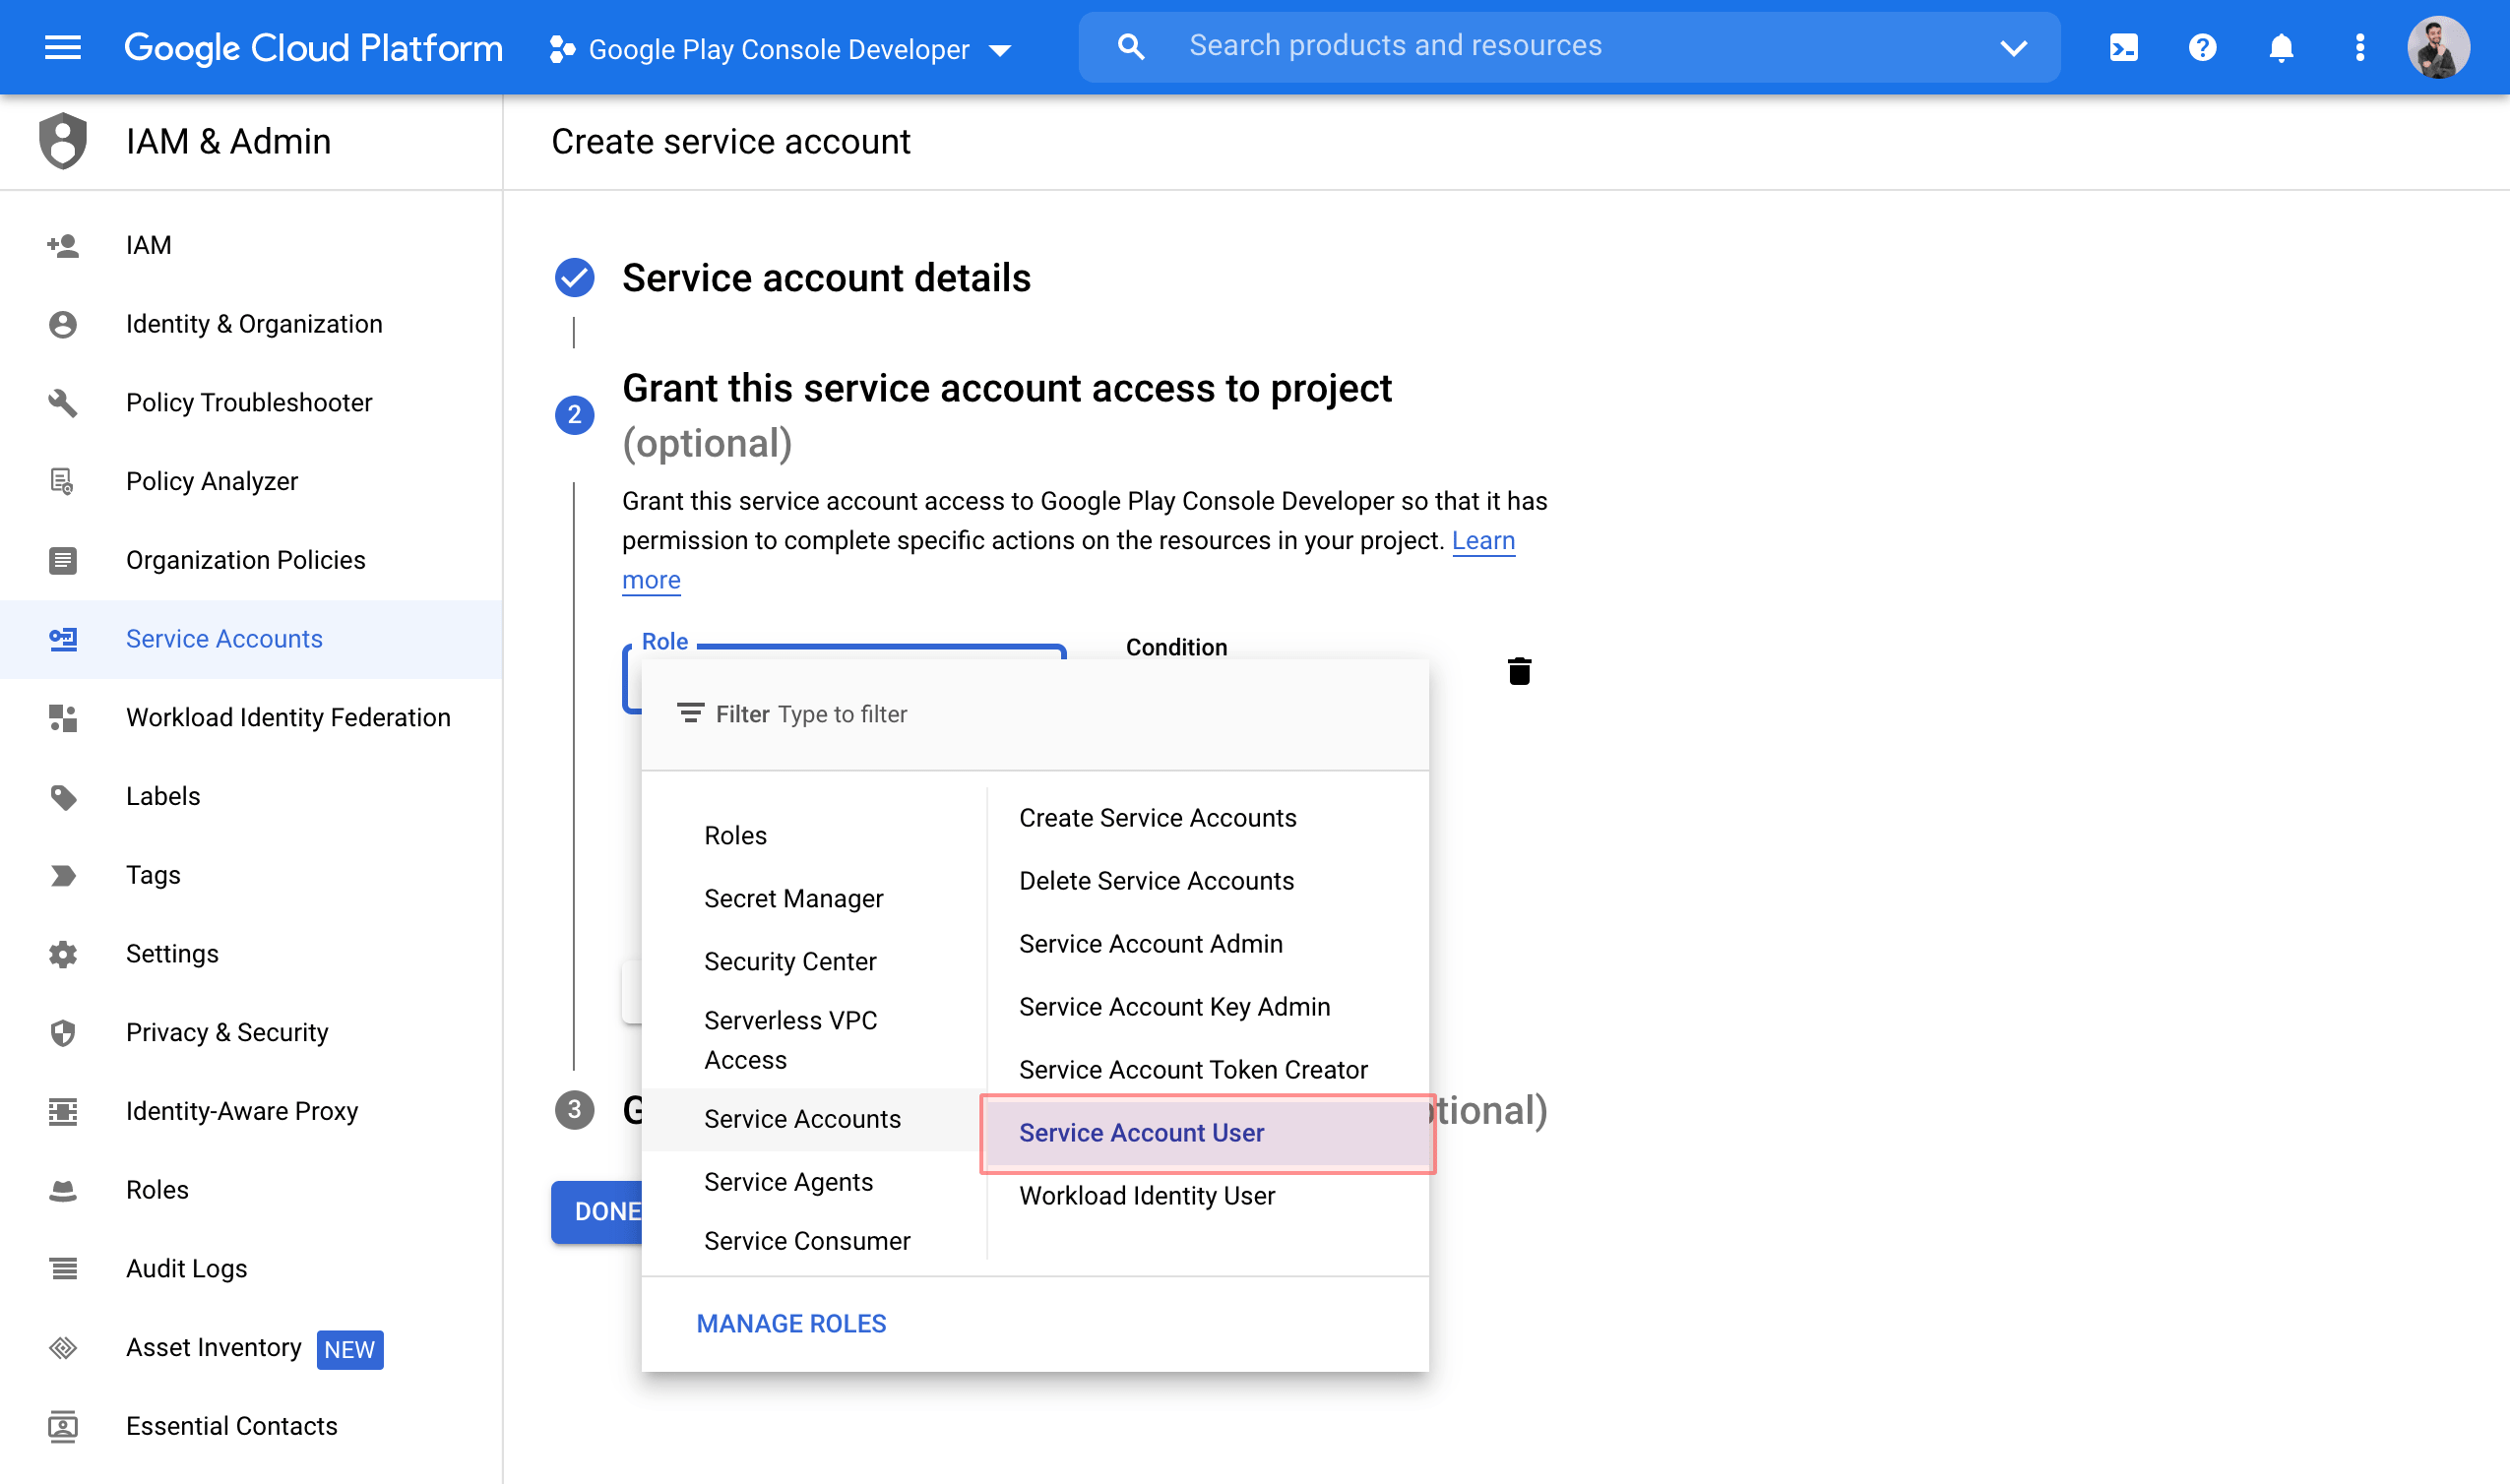 Google Cloud Platform
Google Play Console Developer
Search products and resources
IAM & Admin
Create service account
IAM
Identity & Organization
Policy Troubleshooter
Policy Analyzer
Organization Policies
Service Accounts
Workload Identity Federation
Labels
Tags
Settings
Privacy & Security
Identity-Aware Proxy
Roles
Audit Logs
Asset Inventory NEW
Essential Contacts
Service account details
2
Grant this service account access to project
(optional)
Grant this service account access to Google Play Console Developer so that it has
permission to complete specific actions on the resources in your project. Learn
more
Role
Condition
Filter Type to filter
Roles
Secret Manager
Security Center
Serverless VPC
Access
Service Accounts
Service Agents
Service Consumer
Create Service Accounts
Delete Service Accounts
Service Account Admin
Service Account Key Admin
Service Account Token Creator
Service Account User
Workload Identity User
MANAGE ROLES
3
G
tional)
DONE